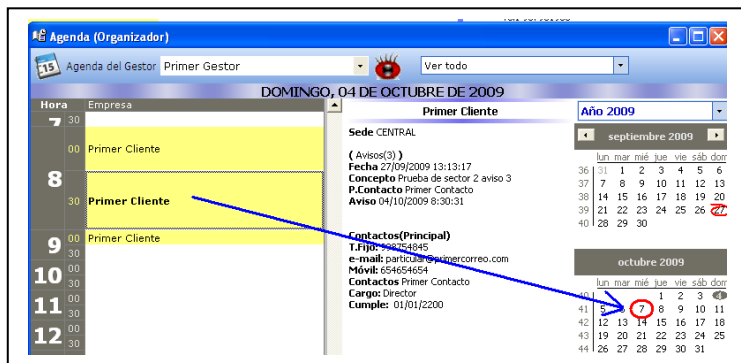 Agenda (Organizador)
15 Agenda del Gestor Primer Gestor Ver todo
DOMINGO, 04 DE OCTUBRE DE 2009
Hora Empresa
7 30
00 Primer Cliente
8
30 Primer Cliente
9 00 Primer Cliente
30
10 00
30
11 00
30
12 00
30
Primer Cliente
Sede CENTRAL
( Avisos(3) )
Fecha 27/09/2009 13:13:17
Concepto Prueba de sector 2 aviso 3
P.Contacto Primer Contacto
Aviso 04/10/2009 8:30:31
Contactos(Principal)
T.Fijo: 998754845
e-mail: particular@primercorreo.com
Móvil: 654654654
Contactos Primer Contacto
Cargo: Director
Cumple: 01/01/2200
Año 2009
septiembre 2009
lun mar mié jue vie sáb dom
36 31 1 2 3 4 5 6
37 7 8 9 10 11 12 13
38 14 15 16 17 18 19 20
39 21 22 23 24 25 26 27
40 28 29 30
octubre 2009
lun mar mié jue vie sáb dom
40 1 2 3 4
41 5 6 7 8 9 10 11
42 12 13 14 15 16 17 18
43 19 20 21 22 23 24 25
44 26 27 28 29 30 31